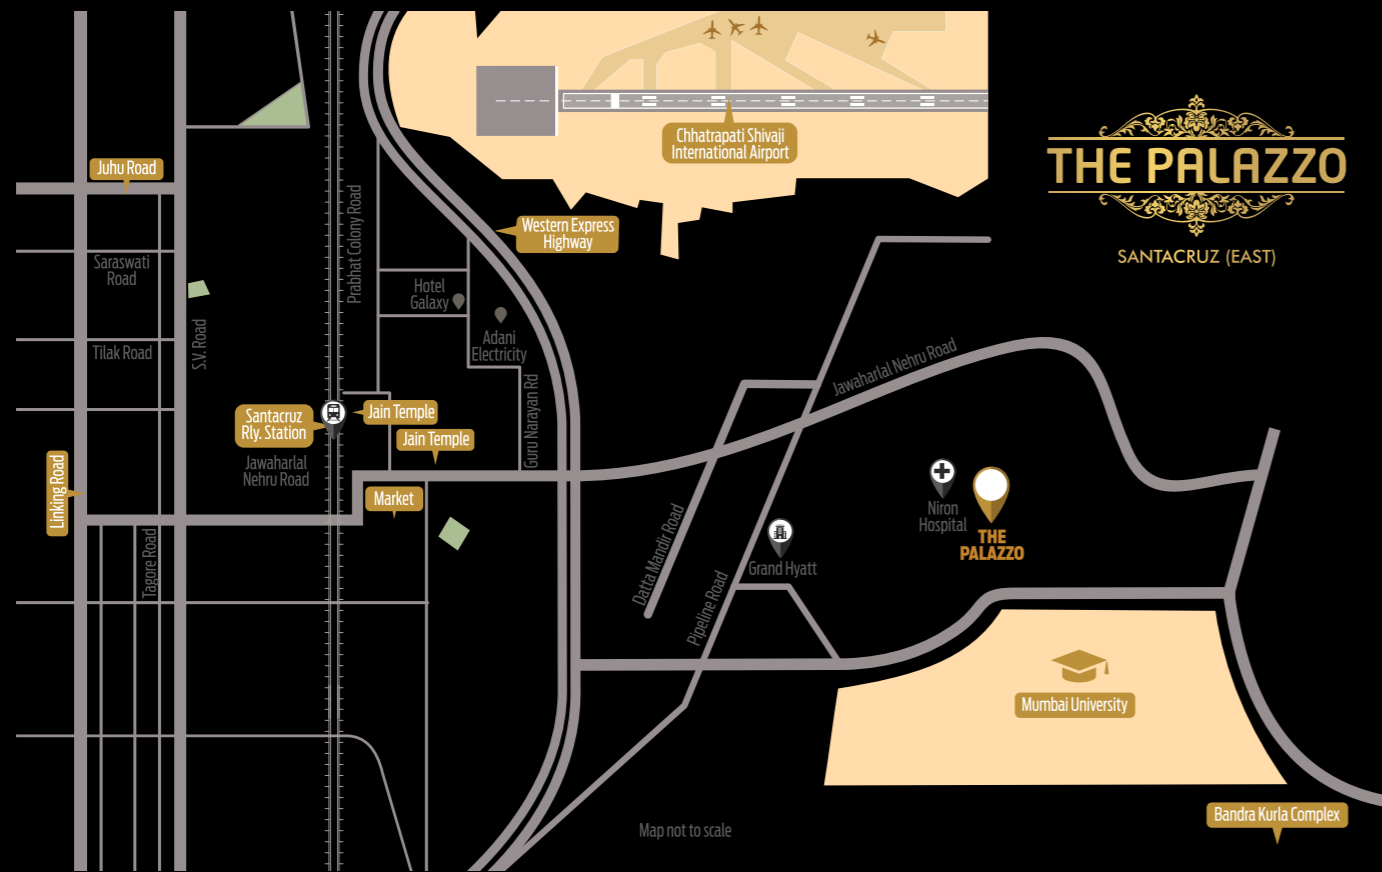 Chhatrapati Shivaji
International Airport
THE PALAZZO
SANTACRUZ (EAST)
Juhu Road
Prabhat Colony Road
Western Express
Highway
Saraswati
Road
Hotel
Galaxy
S.V. Road
Tilak Road
Adani
Electricity
Jawaharlal Nehru Road
Guru Narayan Rd
Santacruz
Rly. Station
Jain Temple
Jain Temple
Jawaharlal
Nehru Road
Linking Road
Market
Niron
Hospital
THE
PALAZZO
Tagore Road
Datta Mandir Road
Grand Hyatt
Pipeline Road
Mumbai University
Bandra Kurla Complex
Map not to scale